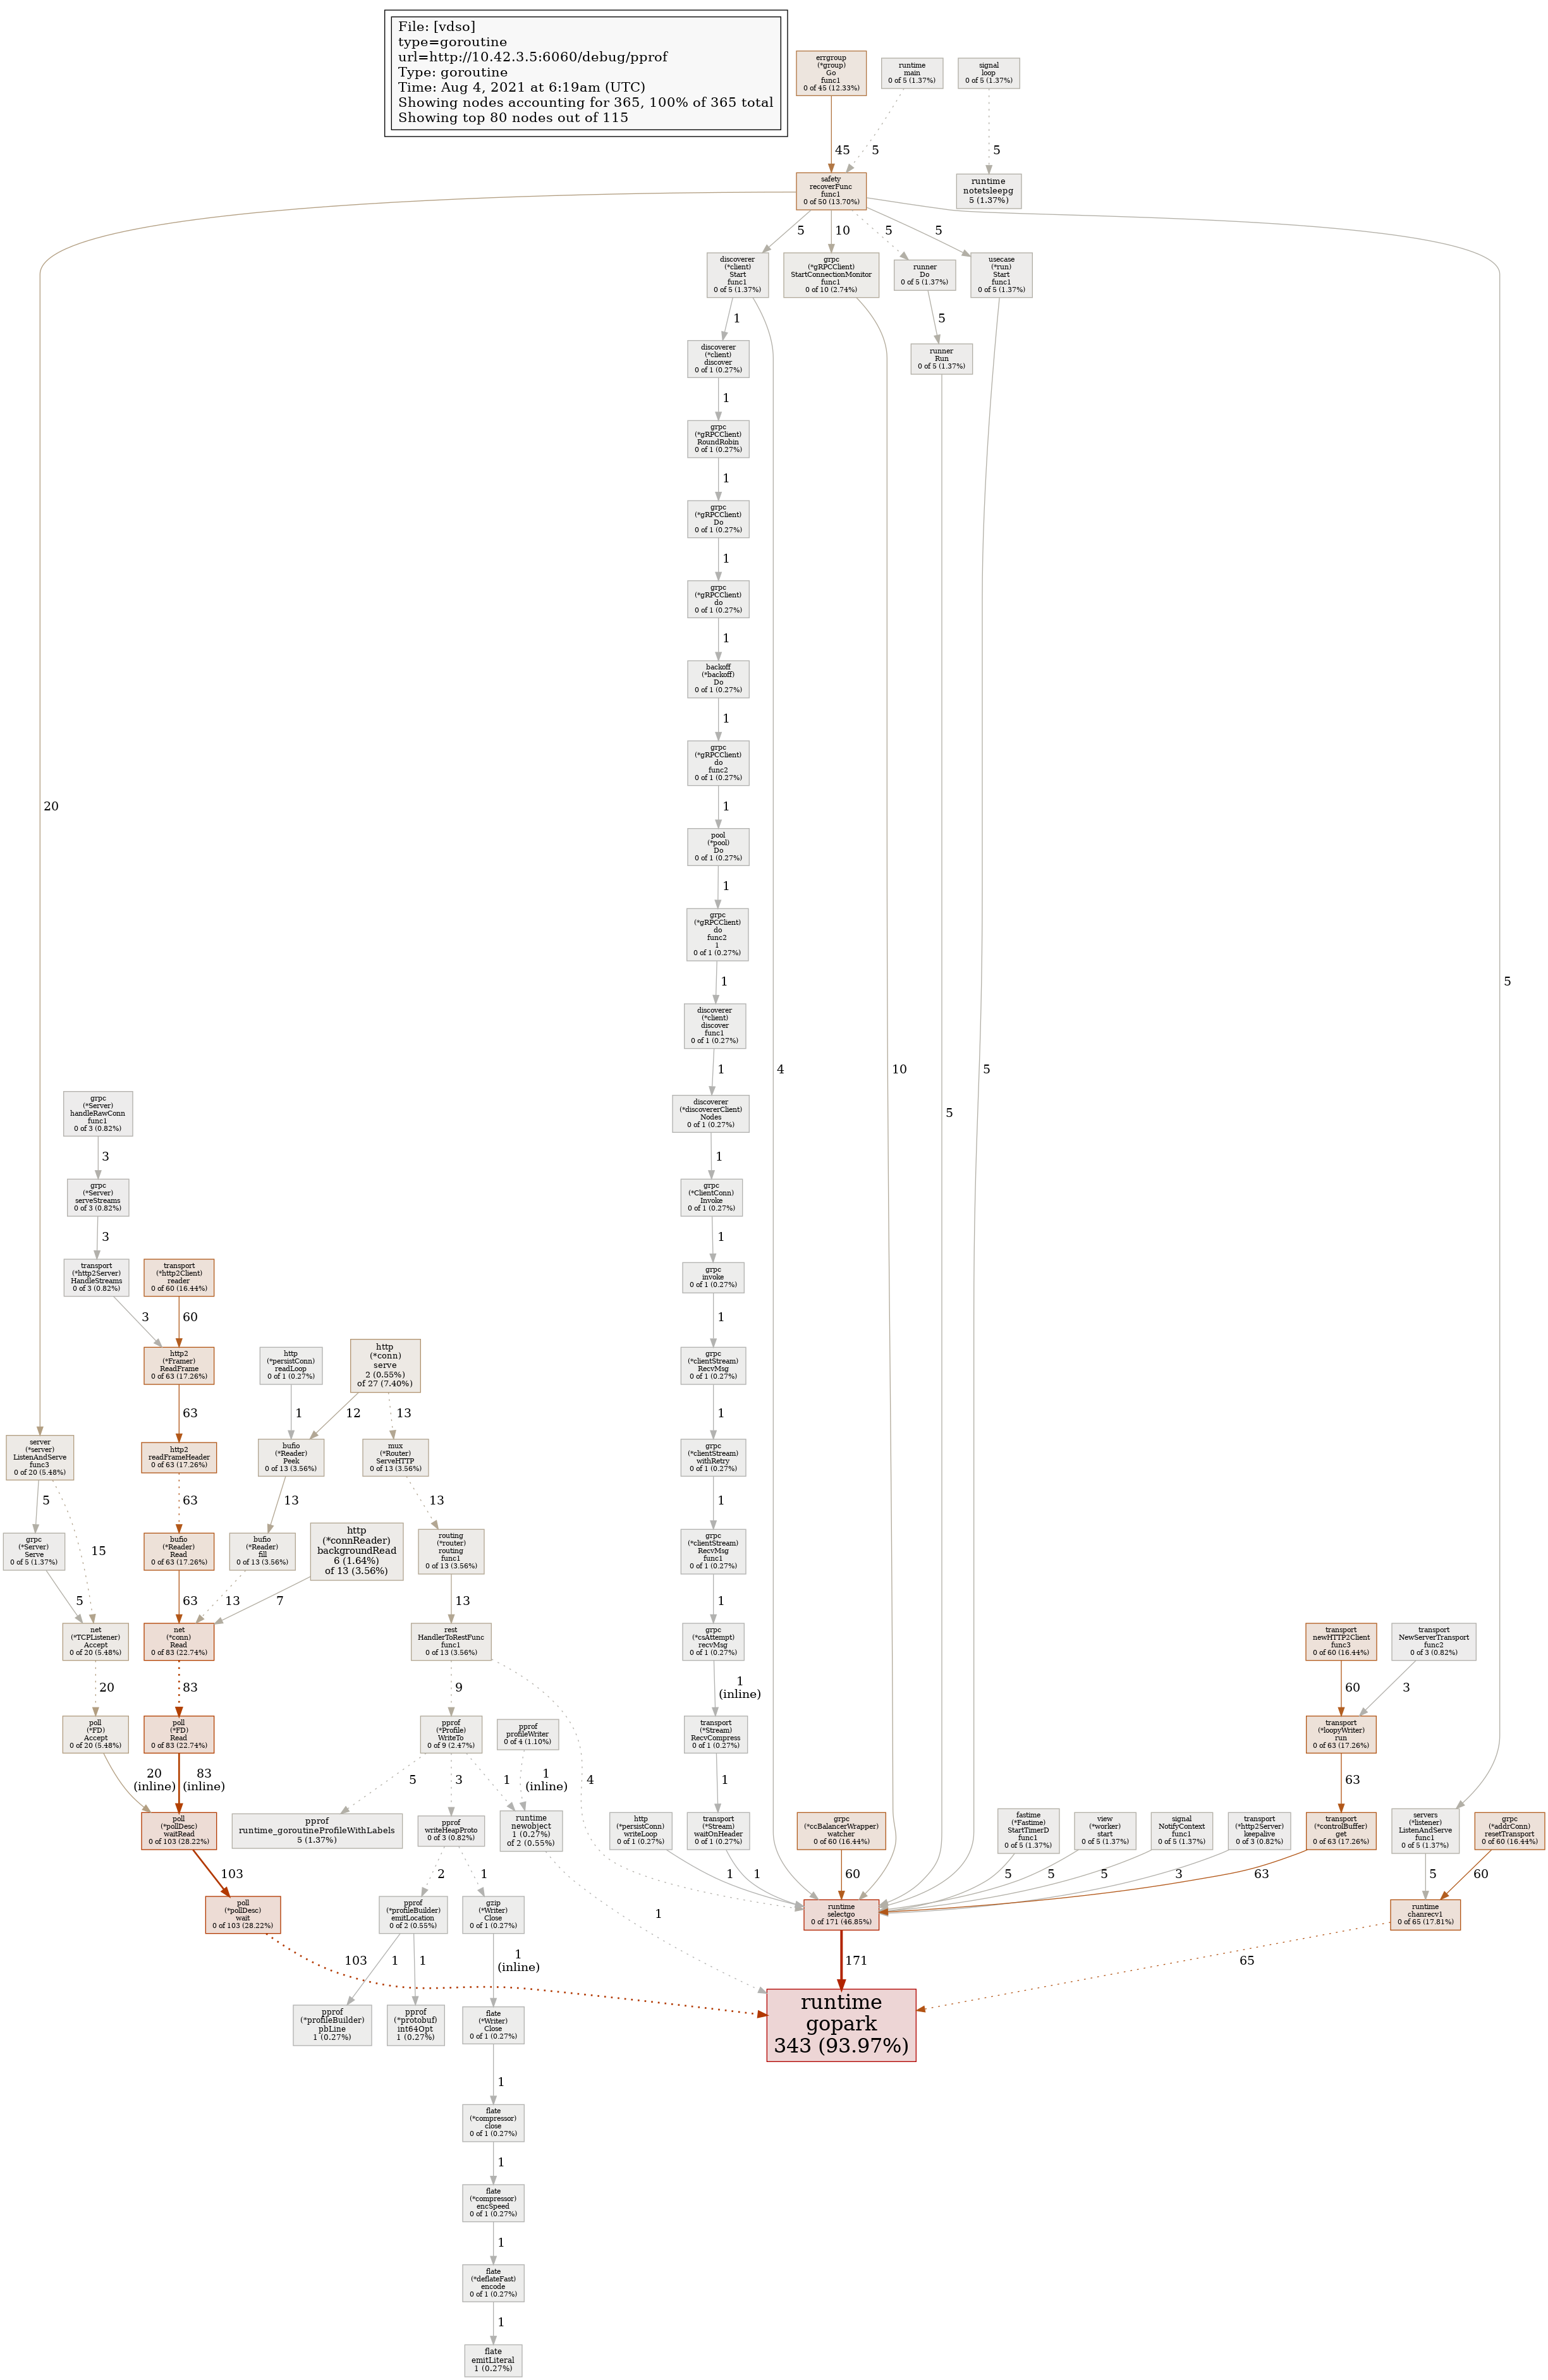 File: [vdso]
type=goroutine
url=http://10.42.3.5:6060/debug/pprof
Type: goroutine
Time: Aug 4, 2021 at 6:19am (UTC)
Showing nodes accounting for 365, 100% of 365 total
Showing top 80 nodes out of 115
errgroup
(*group)
Go
func1
0 of 45 (12.33%)
runtime
main
0 of 5 (1.37%)
signal
loop
0 of 5 (1.37%)
45
5
5
safety
recoverFunc
func1
0 of 50 (13.70%)
runtime
notetsleepg
5 (1.37%)
5
10
5
5
discoverer
(*client)
Start
func1
0 of 5 (1.37%)
grpc
(*gRPCClient)
StartConnectionMonitor
func1
0 of 10 (2.74%)
runner
Do
0 of 5 (1.37%)
usecase
(*run)
Start
func1
0 of 5 (1.37%)
1
5
discoverer
(*client)
discover
0 of 1 (0.27%)
runner
Run
0 of 5 (1.37%)
1
grpc
(*gRPCClient)
RoundRobin
0 of 1 (0.27%)
1
grpc
(*gRPCClient)
Do
0 of 1 (0.27%)
1
grpc
(*gRPCClient)
do
0 of 1 (0.27%)
1
backoff
(*backoff)
Do
0 of 1 (0.27%)
1
grpc
(*gRPCClient)
do
func2
0 of 1 (0.27%)
20
1
pool
(*pool)
Do
0 of 1 (0.27%)
1
grpc
(*gRPCClient)
do
func2
1
0 of 1 (0.27%)
1
5
discoverer
(*client)
discover
func1
0 of 1 (0.27%)
1
4
10
5
5
discoverer
(*discovererClient)
Nodes
0 of 1 (0.27%)
grpc
(*Server)
handleRawConn
func1
0 of 3 (0.82%)
3
1
grpc
(*Server)
serveStreams
0 of 3 (0.82%)
grpc
(*ClientConn)
Invoke
0 of 1 (0.27%)
3
1
transport
(*http2Server)
HandleStreams
0 of 3 (0.82%)
transport
(*http2Client)
reader
0 of 60 (16.44%)
grpc
invoke
0 of 1 (0.27%)
3
60
1
http2
(*Framer)
ReadFrame
0 of 63 (17.26%)
http
(*persistConn)
readLoop
0 of 1 (0.27%)
http
(*conn)
serve
2 (0.55%)
of 27 (7.40%)
grpc
(*clientStream)
RecvMsg
0 of 1 (0.27%)
63
1
12
13
1
server
(*server)
ListenAndServe
func3
0 of 20 (5.48%)
http2
readFrameHeader
0 of 63 (17.26%)
bufio
(*Reader)
Peek
0 of 13 (3.56%)
mux
(*Router)
ServeHTTP
0 of 13 (3.56%)
grpc
(*clientStream)
withRetry
0 of 1 (0.27%)
5
15
63
13
13
1
grpc
(*Server)
Serve
0 of 5 (1.37%)
bufio
(*Reader)
Read
0 of 63 (17.26%)
bufio
(*Reader)
fill
0 of 13 (3.56%)
http
(*connReader)
backgroundRead
6 (1.64%)
of 13 (3.56%)
routing
(*router)
routing
func1
0 of 13 (3.56%)
grpc
(*clientStream)
RecvMsg
func1
0 of 1 (0.27%)
5
63
13
7
13
1
net
(*TCPListener)
Accept
0 of 20 (5.48%)
net
(*conn)
Read
0 of 83 (22.74%)
rest
HandlerToRestFunc
func1
0 of 13 (3.56%)
grpc
(*csAttempt)
recvMsg
0 of 1 (0.27%)
transport
newHTTP2Client
func3
0 of 60 (16.44%)
transport
NewServerTransport
func2
0 of 3 (0.82%)
20
83
9
1
(inline)
60
3
poll
(*FD)
Accept
0 of 20 (5.48%)
poll
(*FD)
Read
0 of 83 (22.74%)
pprof
(*Profile)
WriteTo
0 of 9 (2.47%)
pprof
profileWriter
0 of 4 (1.10%)
transport
(*Stream)
RecvCompress
0 of 1 (0.27%)
transport
(*loopyWriter)
run
0 of 63 (17.26%)
20
(inline)
83
(inline)
5
3
1
1
(inline)
4
1
63
poll
(*pollDesc)
waitRead
0 of 103 (28.22%)
pprof
runtime_goroutineProfileWithLabels
5 (1.37%)
pprof
writeHeapProto
0 of 3 (0.82%)
runtime
newobject
1 (0.27%)
of 2 (0.55%)
http
(*persistConn)
writeLoop
0 of 1 (0.27%)
transport
(*Stream)
waitOnHeader
0 of 1 (0.27%)
grpc
(*ccBalancerWrapper)
watcher
0 of 60 (16.44%)
fastime
(*Fastime)
StartTimerD
func1
0 of 5 (1.37%)
view
(*worker)
start
0 of 5 (1.37%)
signal
NotifyContext
func1
0 of 5 (1.37%)
transport
(*http2Server)
keepalive
0 of 3 (0.82%)
transport
(*controlBuffer)
get
0 of 63 (17.26%)
servers
(*listener)
ListenAndServe
func1
0 of 5 (1.37%)
grpc
(*addrConn)
resetTransport
0 of 60 (16.44%)
103
2
1
1
1
60
5
5
5
3
63
5
60
poll
(*pollDesc)
wait
0 of 103 (28.22%)
pprof
(*profileBuilder)
emitLocation
0 of 2 (0.55%)
gzip
(*Writer)
Close
0 of 1 (0.27%)
1
runtime
selectgo
0 of 171 (46.85%)
runtime
chanrecv1
0 of 65 (17.81%)
103
1
1
1
(inline)
171
65
pprof
(*profileBuilder)
pbLine
1 (0.27%)
pprof
(*protobuf)
int64Opt
1 (0.27%)
flate
(*Writer)
Close
0 of 1 (0.27%)
runtime
gopark
343 (93.97%)
1
flate
(*compressor)
close
0 of 1 (0.27%)
1
flate
(*compressor)
encSpeed
0 of 1 (0.27%)
1
flate
(*deflateFast)
encode
0 of 1 (0.27%)
1
flate
emitLiteral
1 (0.27%)